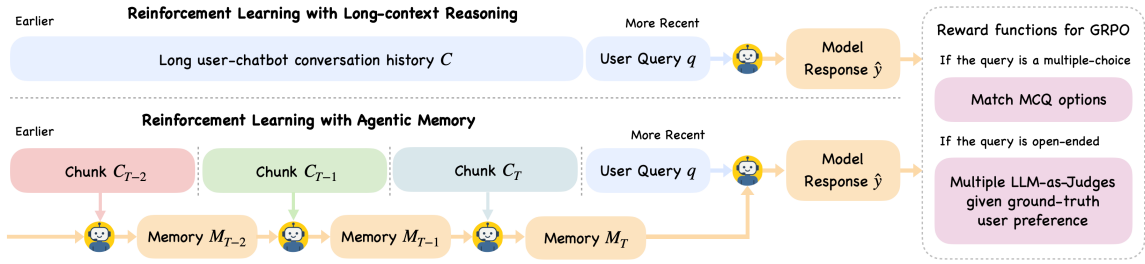 Reinforcement Learning with Long-context Reasoning
Earlier
More Recent
Long user-chatbot conversation history C
User Query q
Model
Response ŷ
Reinforcement Learning with Agentic Memory
Earlier
More Recent
Chunk C_{T−2}
Chunk C_{T−1}
Chunk C_T
User Query q
Model
Response ŷ
Memory M_{T−2}
Memory M_{T−1}
Memory M_T
Reward functions for GRPO
If the query is a multiple-choice
Match MCQ options
If the query is open-ended
Multiple LLM-as-Judges
given ground-truth
user preference